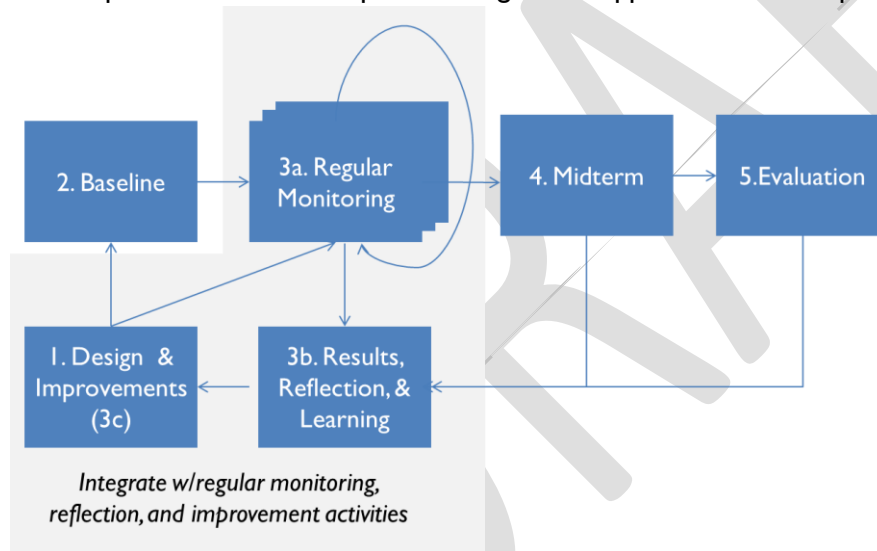 2. Baseline
3a. Regular
Monitoring
4. Midterm
5.Evaluation
1. Design &
Improvements
(3c)
3b. Results,
Reflection, &
Learning
Integrate w/regular monitoring,
reflection, and improvement activities